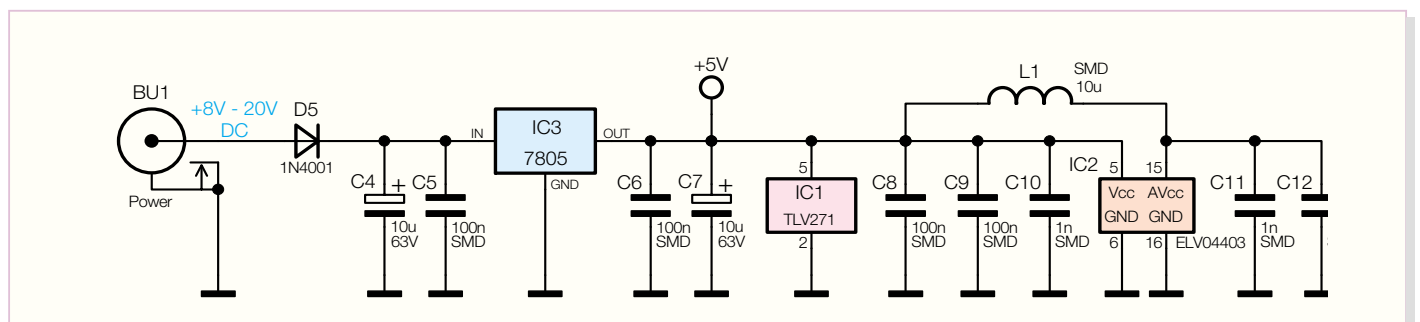 BU1
+8V - 20V
DC
Power
D5
1N4001
C4
+
10u
63V
C5
100n
SMD
IN
IC3
7805
OUT
GND
C6
100n
SMD
+5V
C7
+
10u
63V
5
IC1
TLV271
2
C8
100n
SMD
C9
100n
SMD
C10
1n
SMD
L1
SMD
10u
IC2
5
15
Vcc
AVcc
GND
GND
6
16
ELV04403
C11
1n
SMD
C12